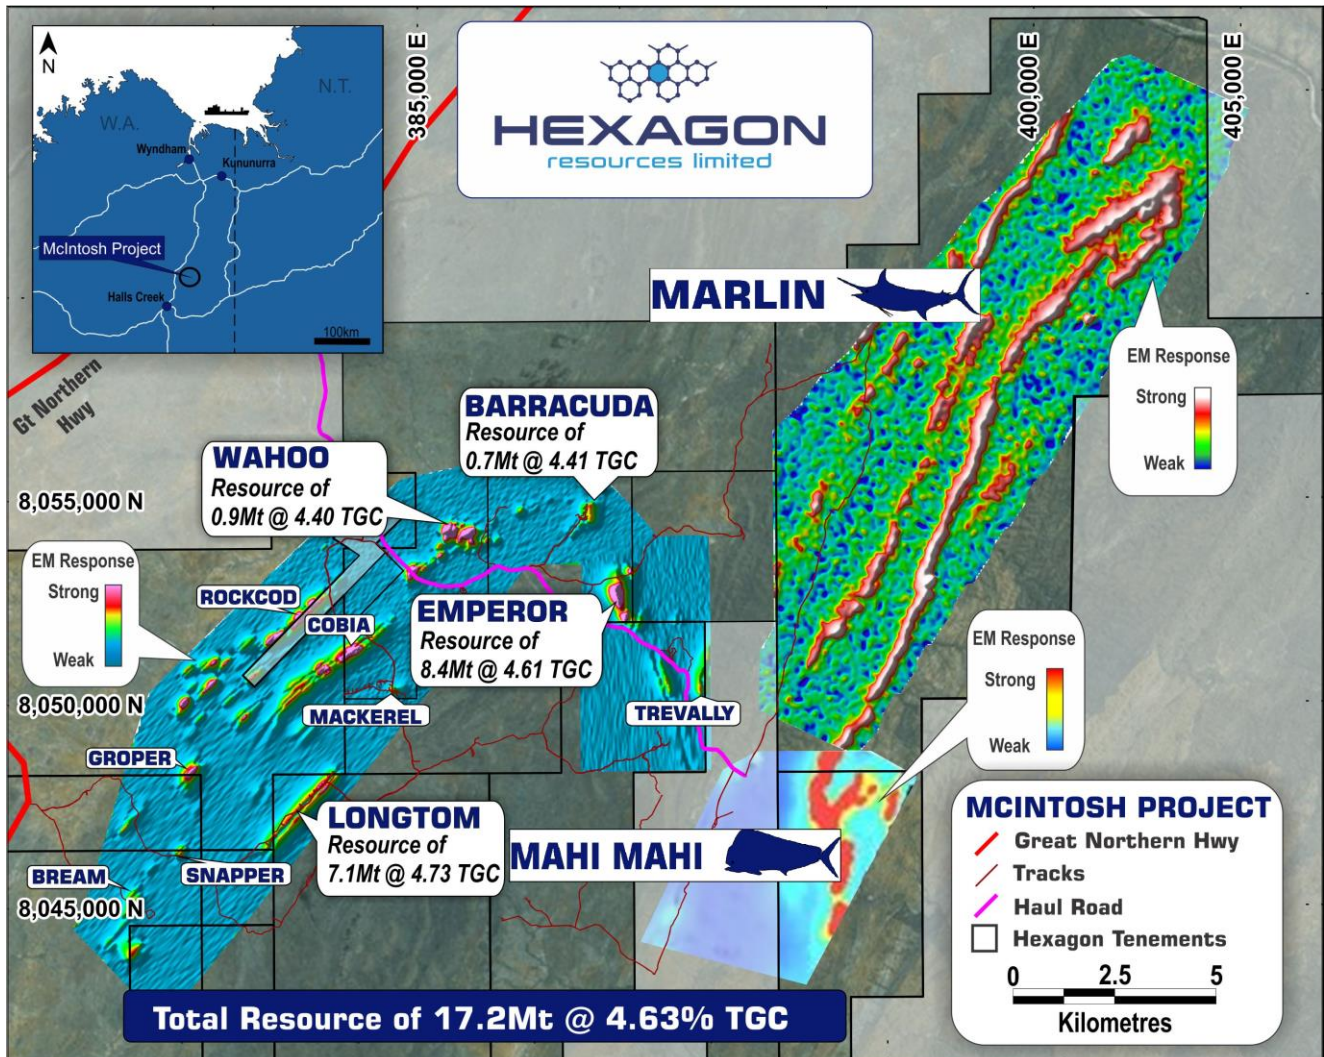 N
N.T.
W.A.
Wyndham
Kununurra
McIntosh Project
Halls Creek
100km
385,000 E
HEXAGON
resources limited
400,000 E
405,000 E
MARLIN
EM Response
Strong
Weak
Gt Northern
Hwy
BARRACUDA
Resource of
0.7Mt @ 4.41 TGC
WAHOO
Resource of
0.9Mt @ 4.40 TGC
8,055,000 N
EM Response
Strong
Weak
ROCKCOD
COBIA
EMPEROR
Resource of
8.4Mt @ 4.61 TGC
EM Response
Strong
Weak
8,050,000 N
MACKEREL
TREVALLY
GROPER
LONGTOM
Resource of
7.1Mt @ 4.73 TGC
MAHI MAHI
BREAM
SNAPPER
8,045,000 N
MCINTOSH PROJECT
Great Northern Hwy
Tracks
Haul Road
Hexagon Tenements
0 2.5 5
Kilometres
Total Resource of 17.2Mt @ 4.63% TGC